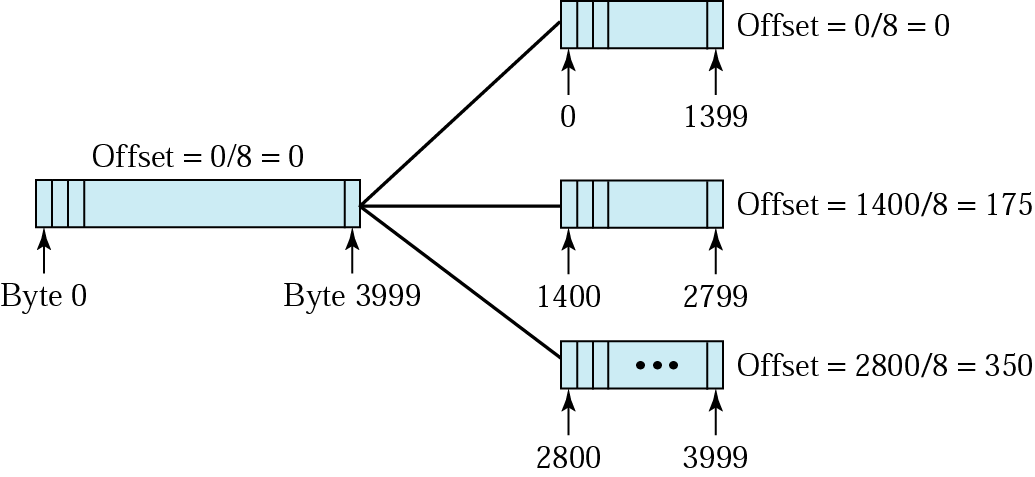 Offset = 0/8 = 0
0 1399
Offset = 0/8 = 0
Byte 0 Byte 3999
Offset = 1400/8 = 175
1400 2799
Offset = 2800/8 = 350
2800 3999